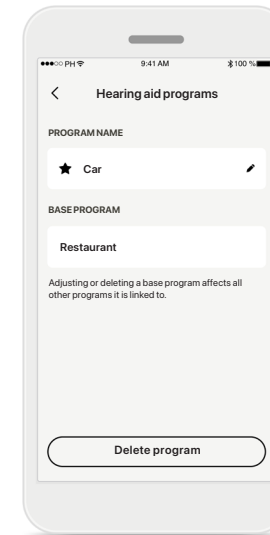 PH 9:41 AM 100 %
Hearing aid programs
PROGRAM NAME
Car
BASE PROGRAM
Restaurant
Adjusting or deleting a base program affects all
other programs it is linked to.
Delete program